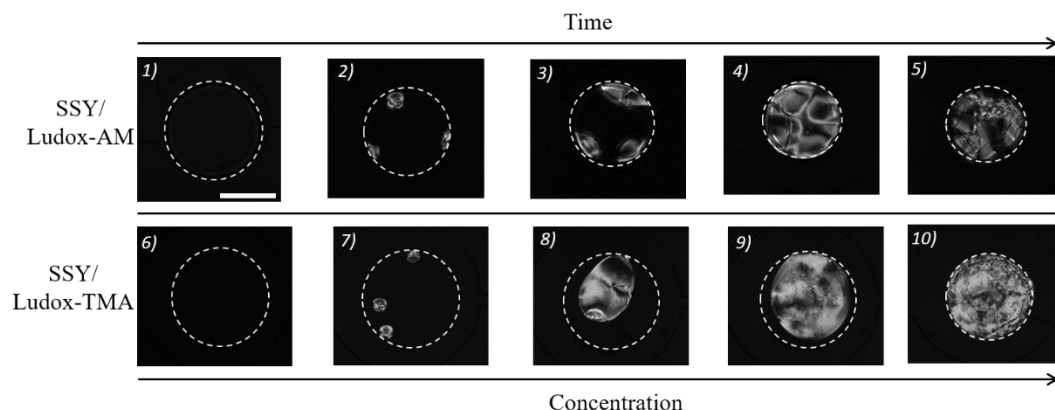 Time
SSY/
Ludox-AM
1)
2)
3)
4)
5)
SSY/
Ludox-TMA
6)
7)
8)
9)
10)
Concentration